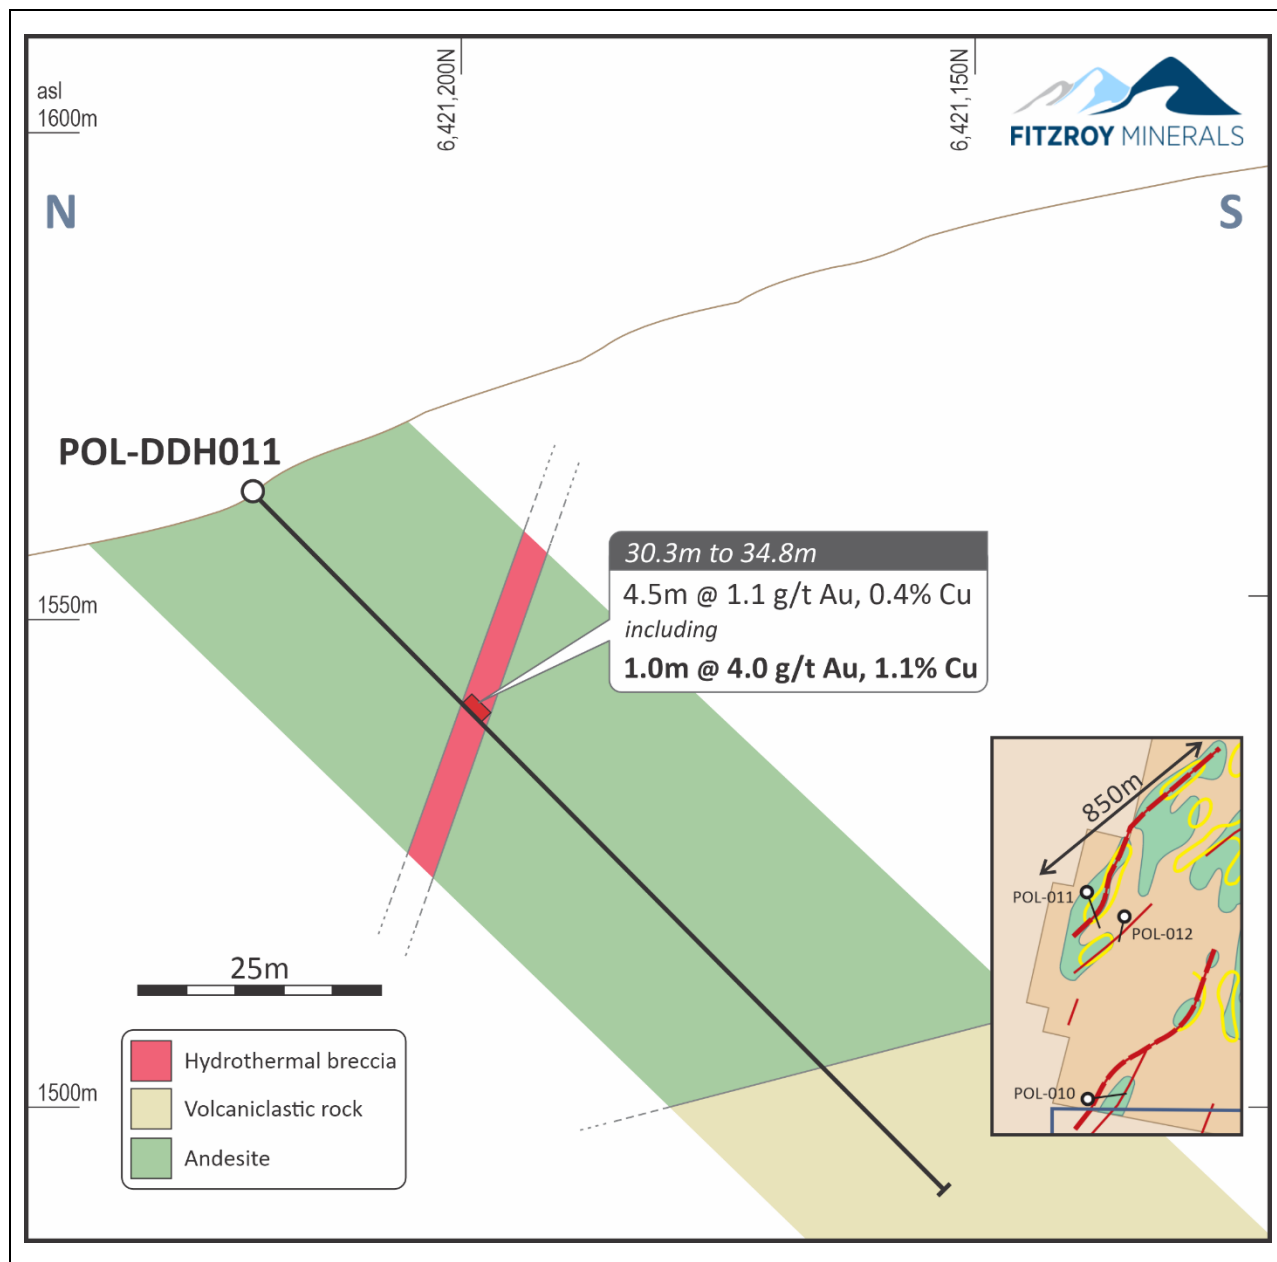 6,421,200N
6,421,150N
asl
1600m
FITZROY MINERALS
N
S
POL-DDH011
30.3m to 34.8m
4.5m @ 1.1 g/t Au, 0.4% Cu
including
1.0m @ 4.0 g/t Au, 1.1% Cu
1550m
850m
POL-011
POL-012
POL-010
25m
Hydrothermal breccia
Volcaniclastic rock
Andesite
1500m